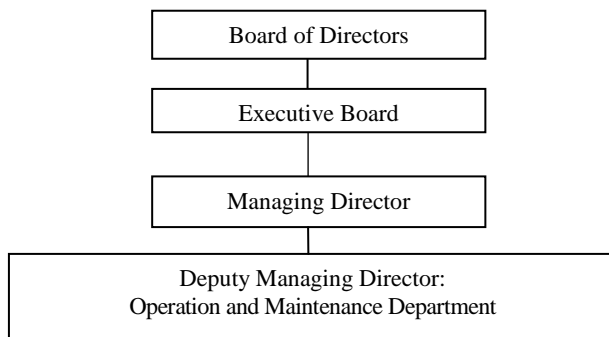 Board of Directors
Executive Board
Managing Director
Deputy Managing Director:
Operation and Maintenance Department